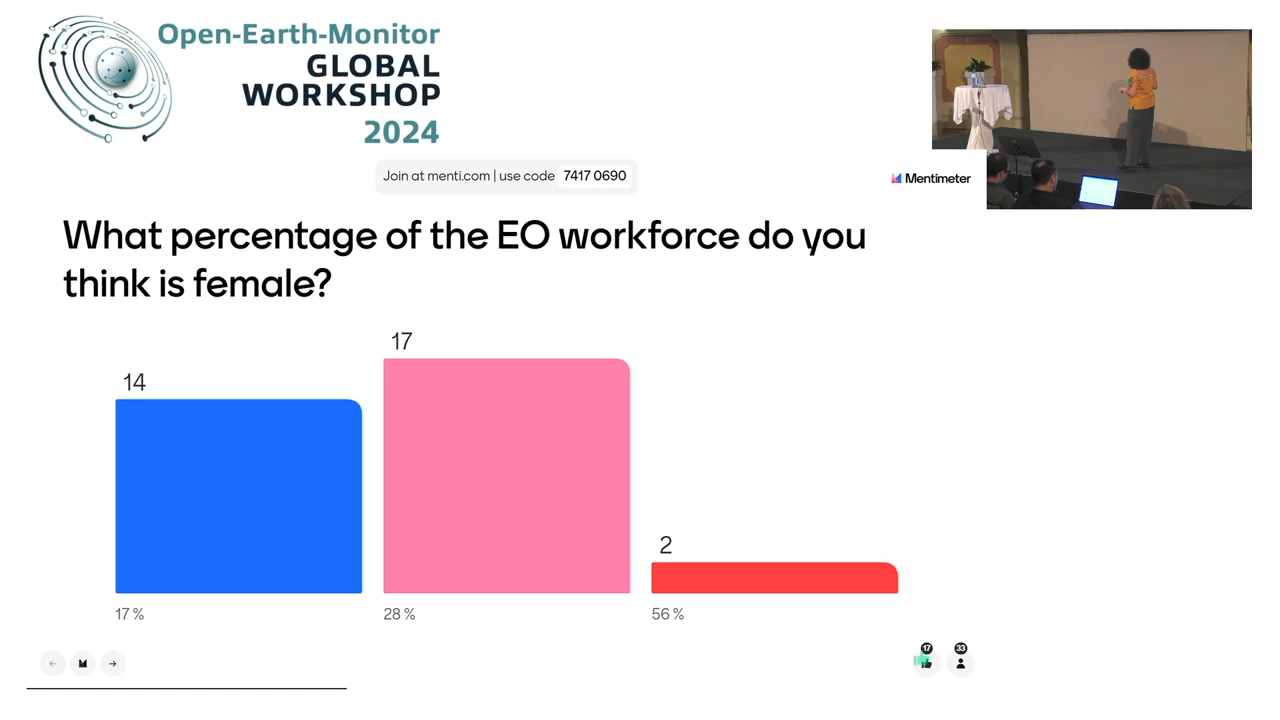 Open-Earth-Monitor
GLOBAL
WORKSHOP
2024
Join at menti.com | use code 7417 0690
Mentimeter
What percentage of the EO workforce do you
think is female?
14
17
2
17 %
28 %
56 %
17
33